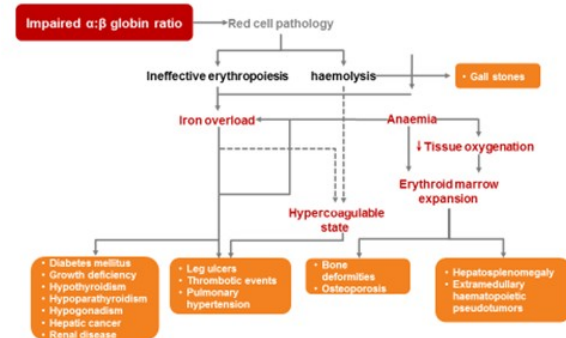 Impaired α:β globin ratio
Red cell pathology
Ineffective erythropoiesis
haemolysis
• Gall stones
Iron overload
Anaemia
↓ Tissue oxygenation
Erythroid marrow
expansion
Hypercoagulable
state
• Diabetes mellitus
• Growth deficiency
• Hypothyroidism
• Hypoparathyroidism
• Hypogonadism
• Hepatic cancer
• Renal disease
• Leg ulcers
• Thrombotic events
• Pulmonary
hypertension
• Bone
deformities
• Osteoporosis
• Hepatosplenomegaly
• Extramedullary
haematopoietic
pseudotumors